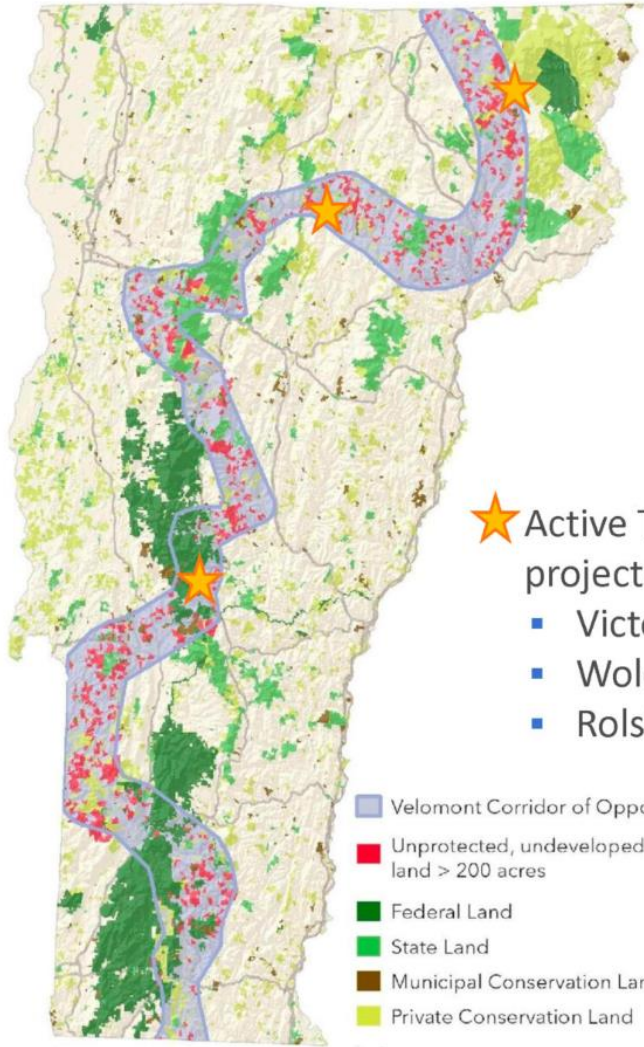 Active
project
Victo
Wol
Rols
Velomont Corridor of Oppo
Unprotected, undeveloped
land > 200 acres
Federal Land
State Land
Municipal Conservation Lan
Private Conservation Land